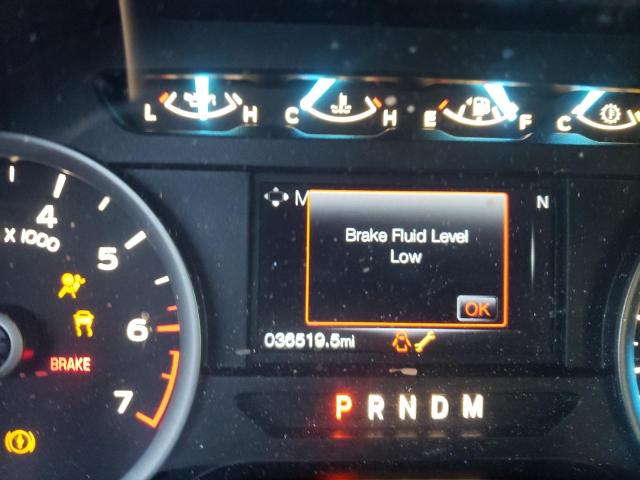 L H C H E F C
M N
Brake Fluid Level
Low
OK
036519.5mi
4
X 1000
5
6
BRAKE
7
P R N D M